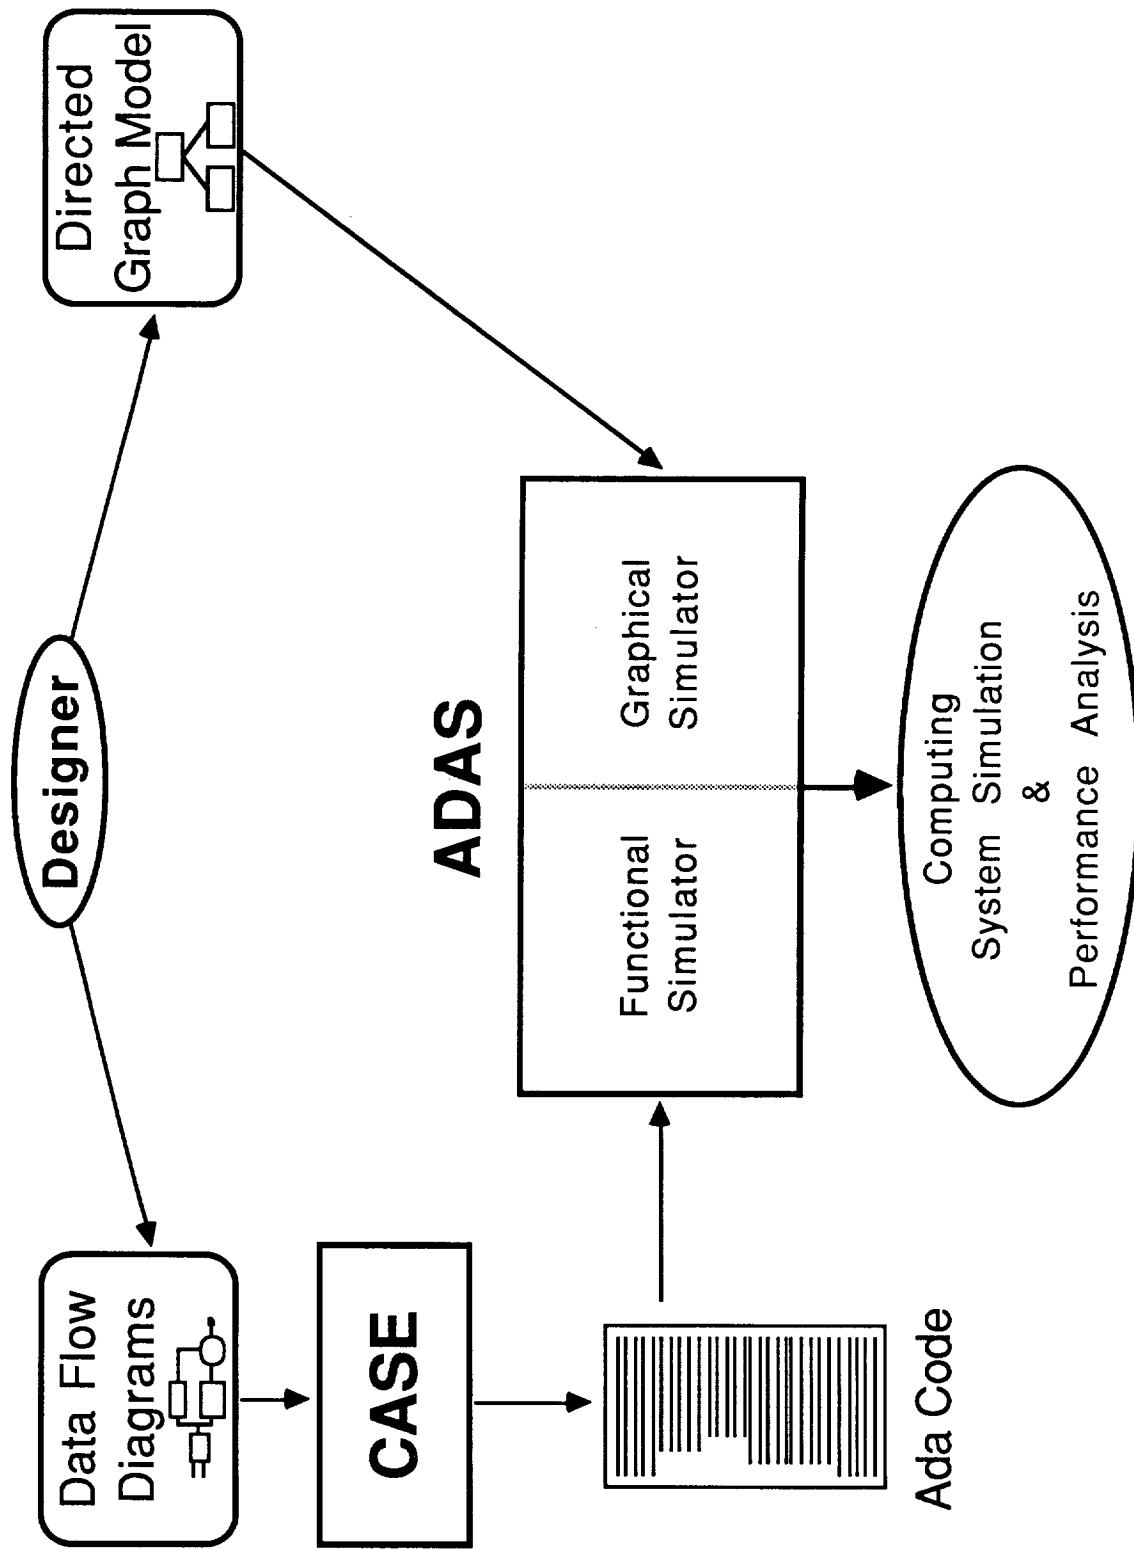 Designer
Data Flow
Diagrams
Directed
Graph Model
CASE
ADAS
Functional
Simulator
Graphical
Simulator
Ada Code
Computing
System Simulation
&
Performance Analysis